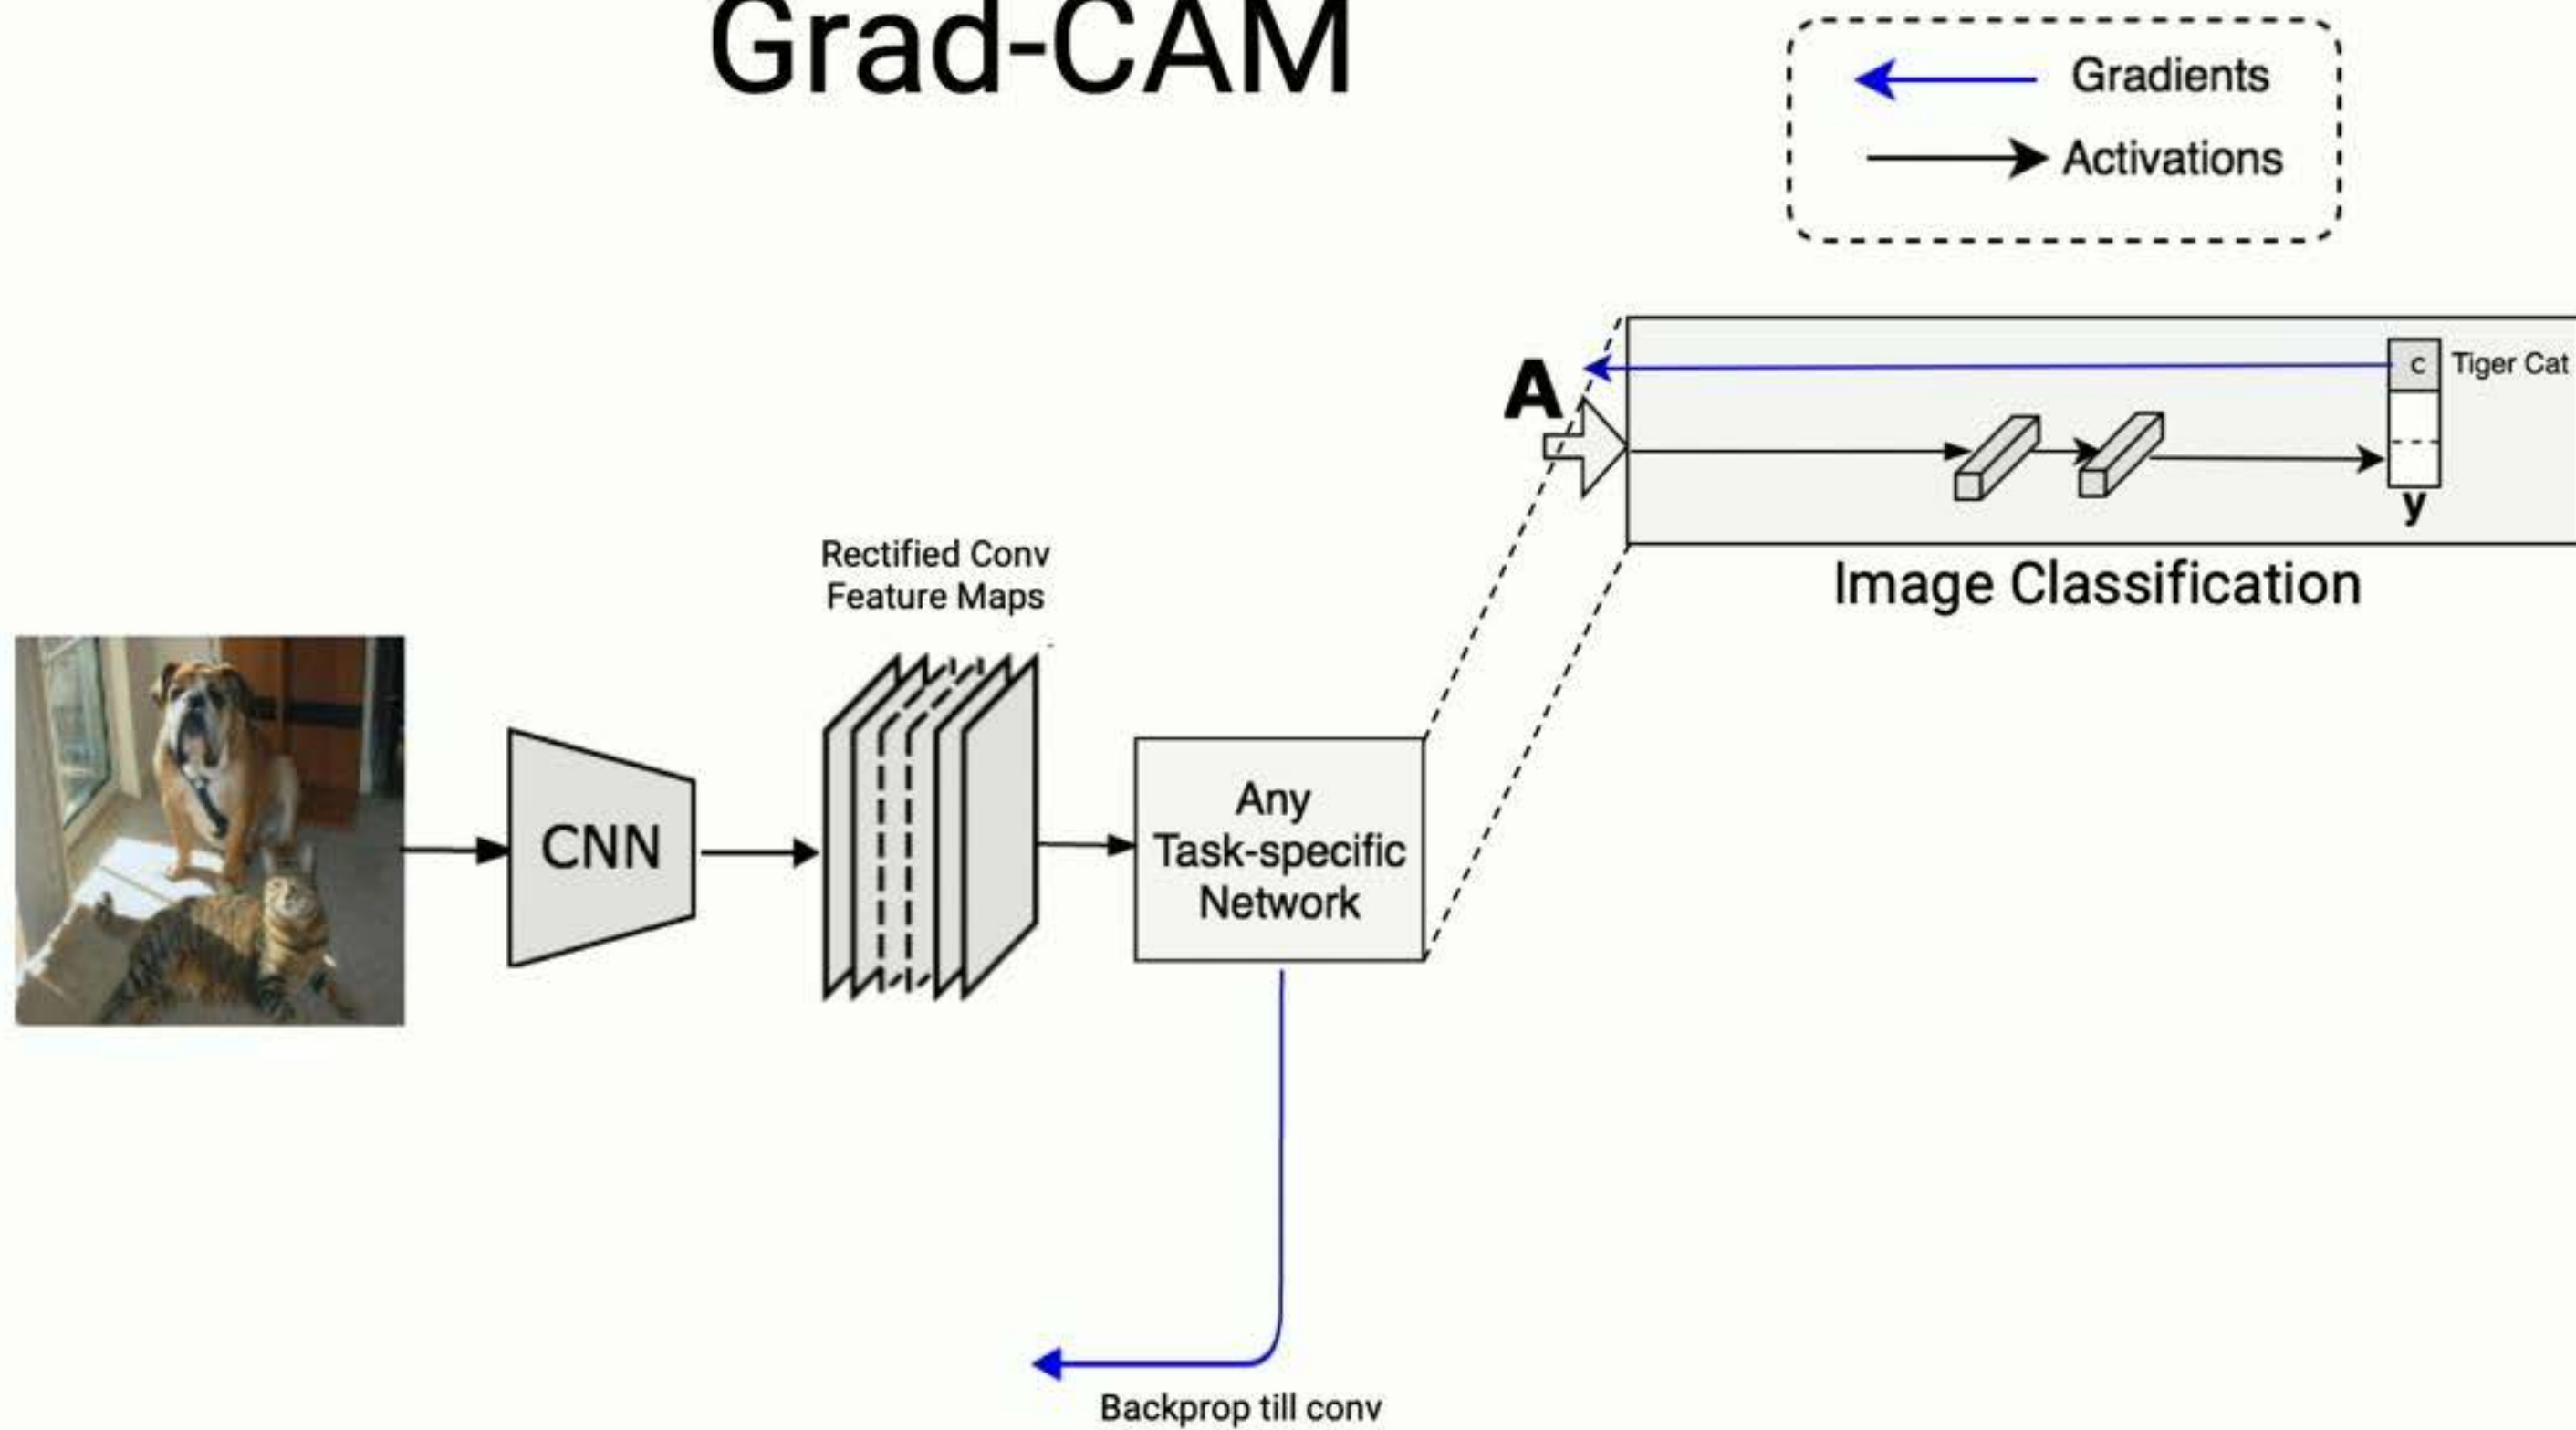 Grad-CAM
Gradients
Activations
A
c
Tiger Cat
y
Image Classification
Rectified Conv
Feature Maps
CNN
Any
Task-specific
Network
Backprop till conv